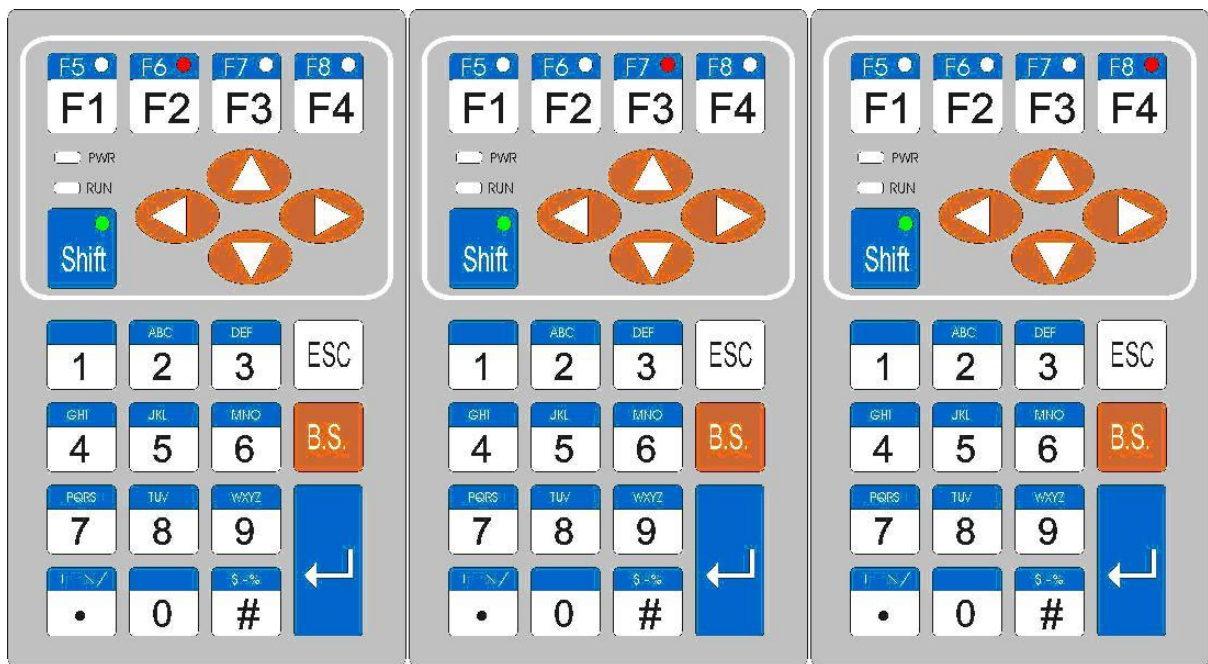 F5 F6 F7 F8 F5 F6 F7 F8 F5 F6 F7 F8
F1 F2 F3 F4 F1 F2 F3 F4 F1 F2 F3 F4
PWR PWR PWR
RUN RUN RUN
Shift Shift Shift
ABC DEF ABC DEF ABC DEF
1 2 3 ESC 1 2 3 ESC 1 2 3 ESC
GHI JKL MNO GHI JKL MNO GHI JKL MNO
4 5 6 B.S. 4 5 6 B.S. 4 5 6 B.S.
PQRS TUV WXYZ PQRS TUV WXYZ PQRS TUV WXYZ
7 8 9 7 8 9 7 8 9
$-% $-% $-%
• 0 # • 0 # • 0 #